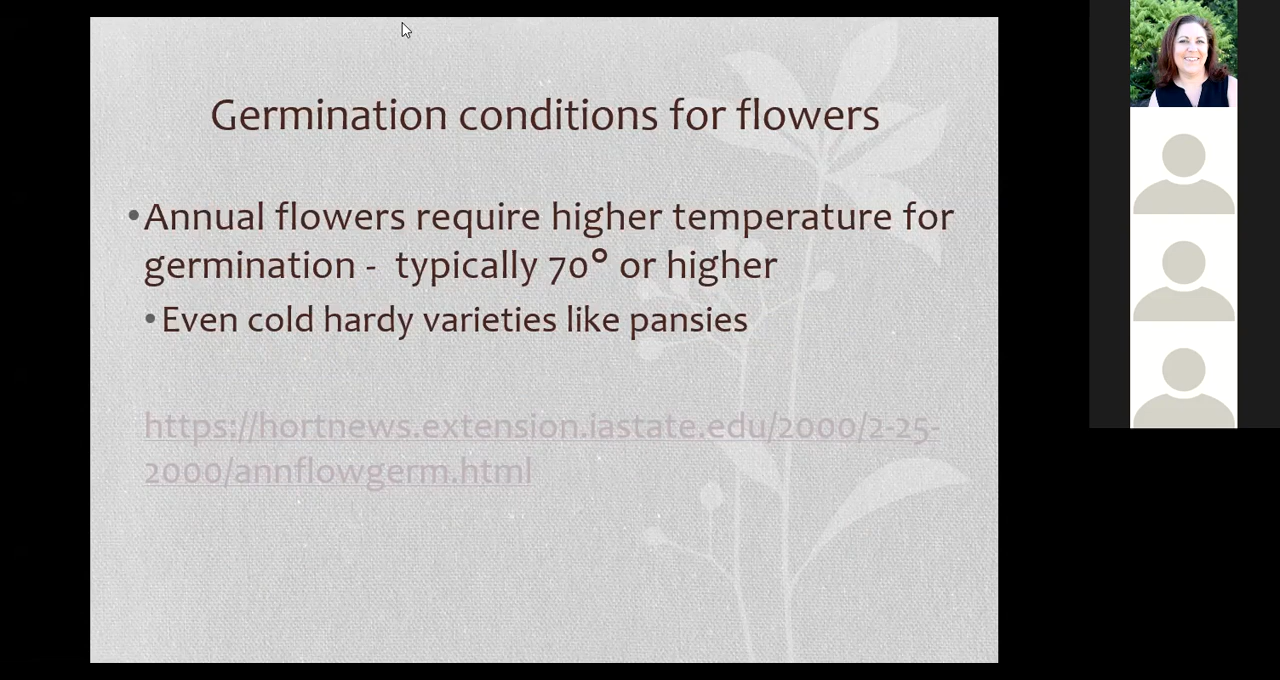 Germination conditions for flowers
•Annual flowers require higher temperature for
germination - typically 70° or higher
•Even cold hardy varieties like pansies
https://hortnews.extension.iastate.edu/2000/2-25-
2000/annflowgerm.html